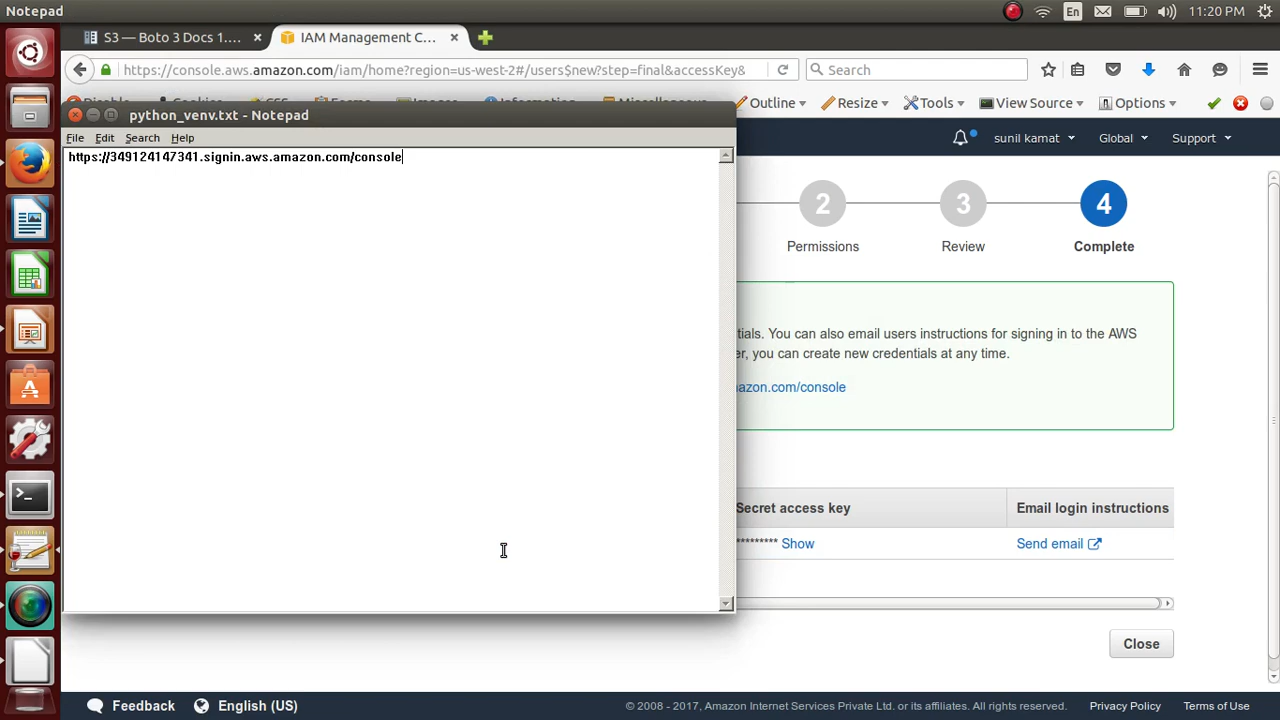 Notepad
En
11:20 PM
S3 — Boto 3 Docs 1....
IAM Management C...
https://console.aws.amazon.com/iam/home?region=us-west-2#/users$new?step=final&accessKey&
Search
Outline
Resize
Tools
View Source
Options
python_venv.txt - Notepad
File Edit Search Help
https://349124147341.signin.aws.amazon.com/console
sunil kamat
Global
Support
2
3
4
Permissions
Review
Complete
tials. You can also email users instructions for signing in to the AWS
er, you can create new credentials at any time.
azon.com/console
Secret access key
Email login instructions
********* Show
Send email
Close
Feedback
English (US)
© 2008 - 2017, Amazon Internet Services Private Ltd. or its affiliates. All rights reserved.
Privacy Policy
Terms of Use